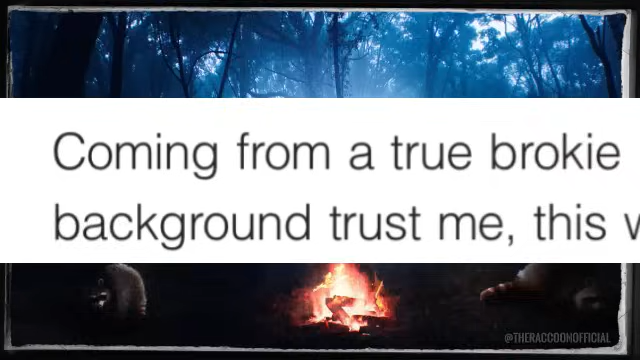 Coming from a true brokie
background trust me, this
@THERACCOONOFFICIAL